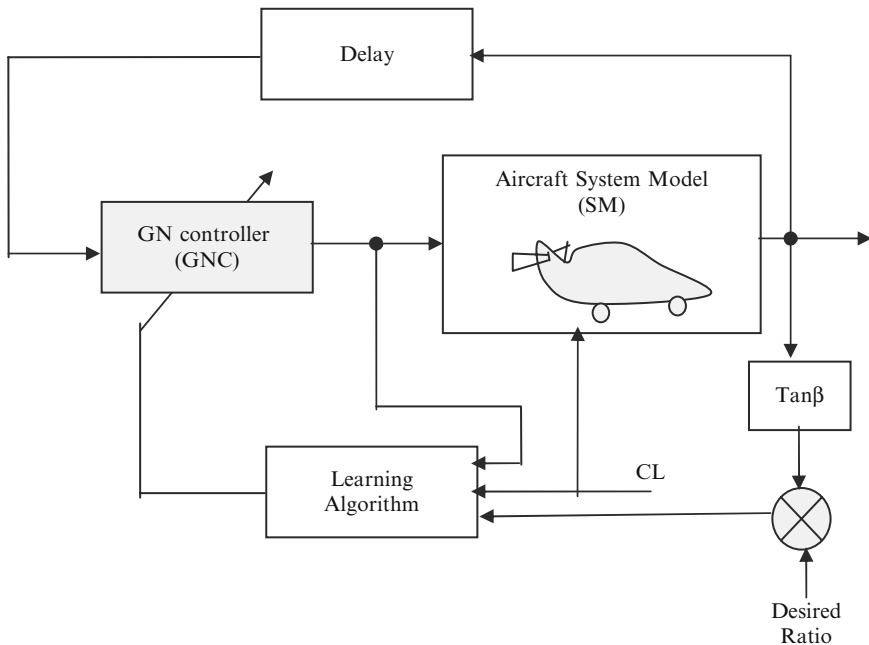 Delay
Aircraft System Model
(SM)
GN controller
(GNC)
Tanβ
CL
Learning
Algorithm
Desired
Ratio